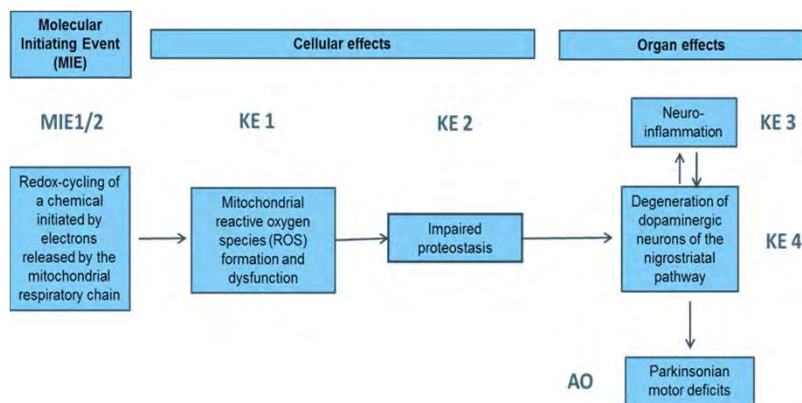 Molecular
Initiating Event
(MIE)
Cellular effects
Organ effects
MIE1/2
KE 1
KE 2
Neuro-
inflammation
KE 3
Redox-cycling of
a chemical
initiated by
electrons
released by the
mitochondrial
respiratory chain
Mitochondrial
reactive oxygen
species (ROS)
formation and
dysfunction
Impaired
proteostasis
Degeneration of
dopaminergic
neurons of the
nigrostriatal
pathway
KE 4
AO
Parkinsonian
motor deficits